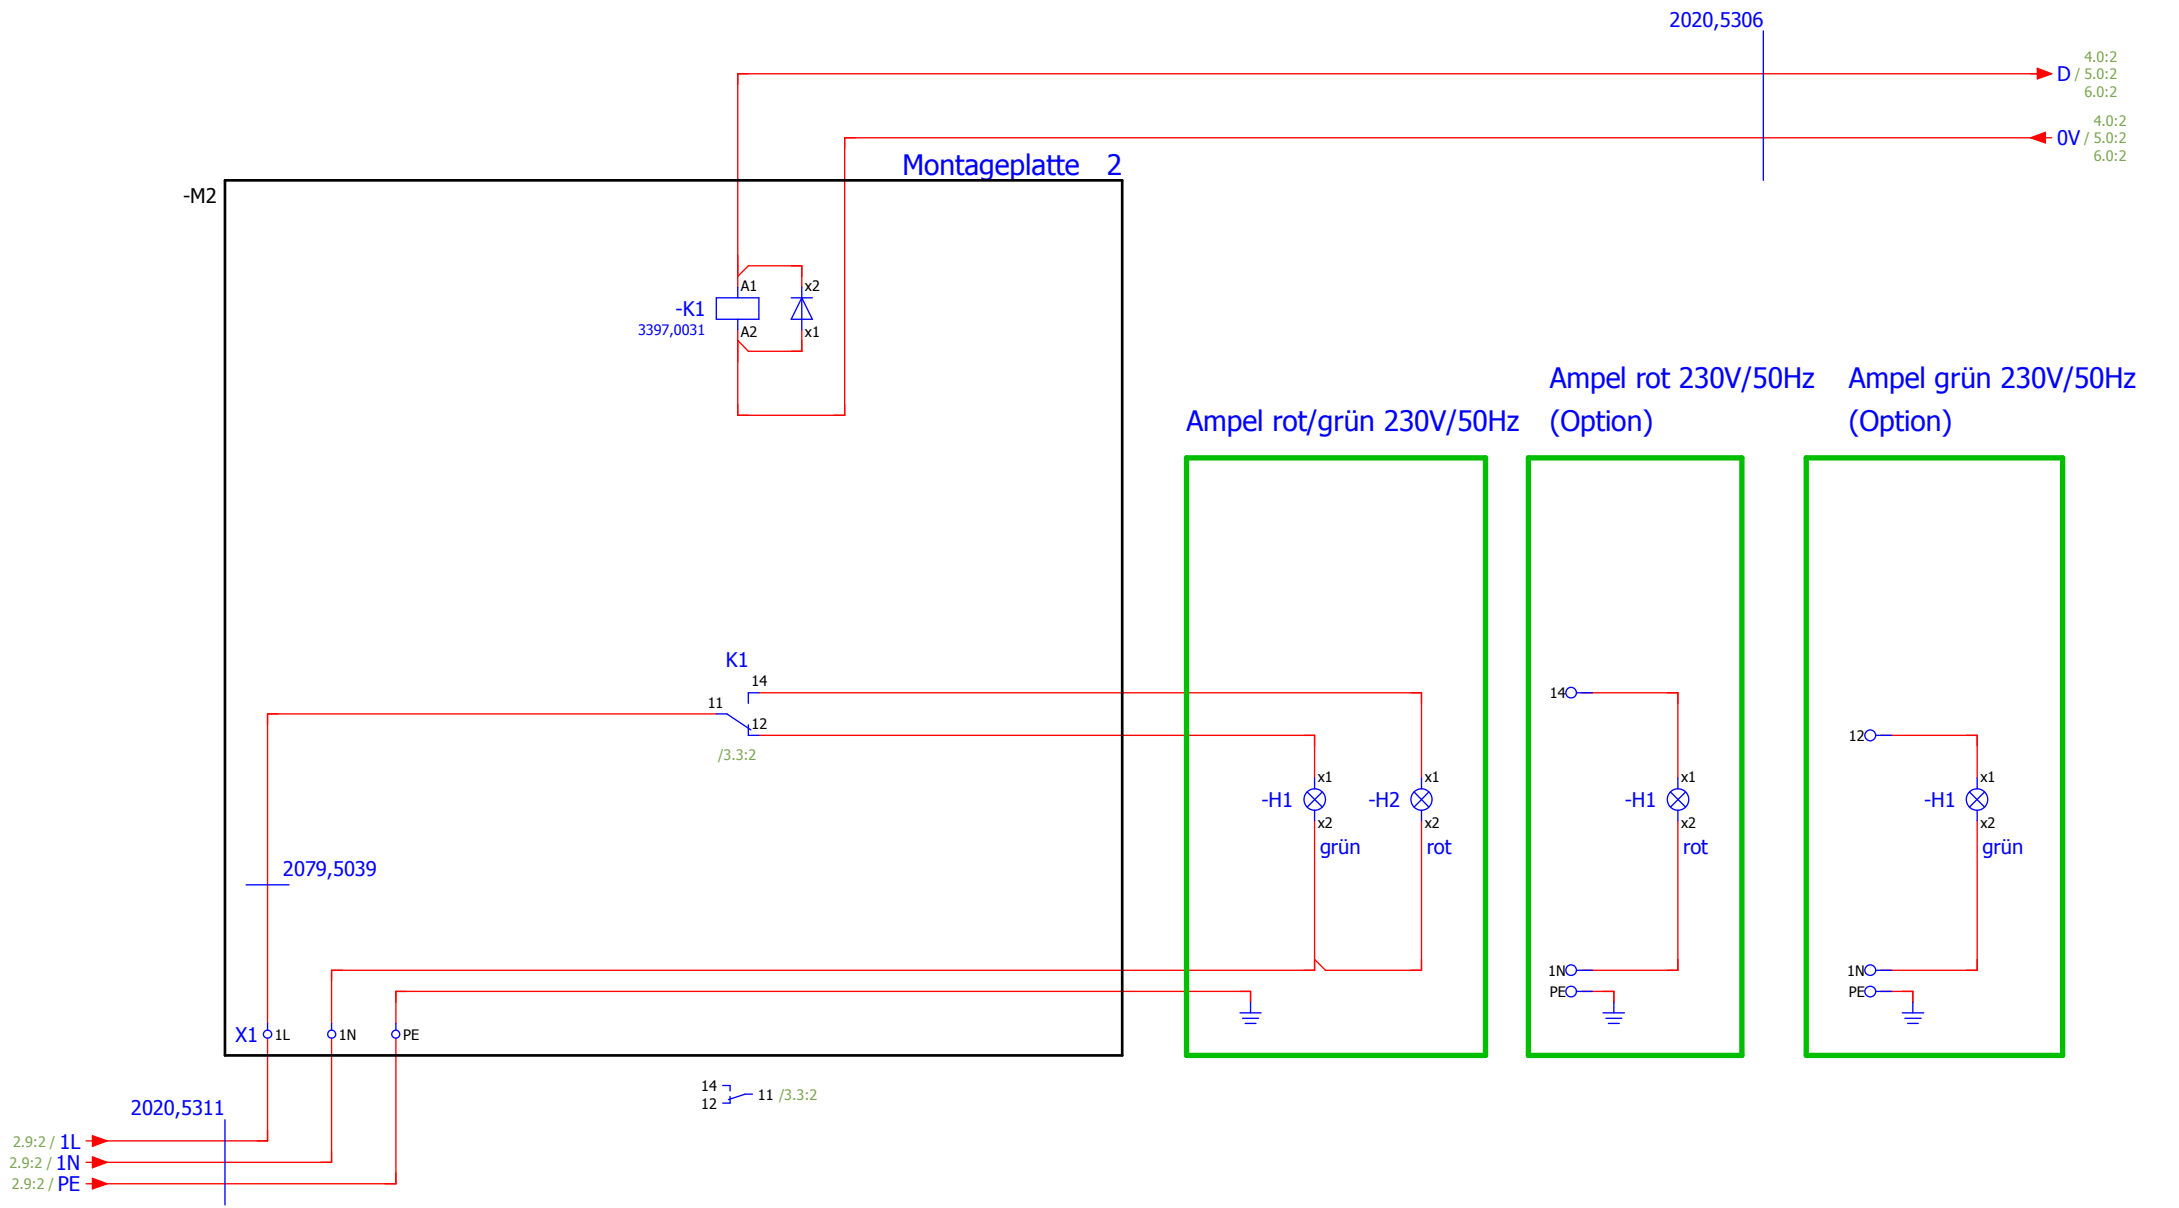 2020,5306
4.0:2
D / 5.0:2
6.0:2
4.0:2
0V / 5.0:2
6.0:2
Montageplatte 2
-M2
A1
x2
-K1
3397,0031
A2
x1
Ampel rot/grün 230V/50Hz
Ampel rot 230V/50Hz
(Option)
Ampel grün 230V/50Hz
(Option)
K1
14
11
12
/3.3:2
x1
-H1
x2
grün
x1
-H2
x2
rot
14
x1
-H1
x2
rot
1N
PE
12
x1
-H1
x2
grün
1N
PE
2079,5039
X1 1L
1N
PE
14
12
11 /3.3:2
2020,5311
2.9:2 / 1L
2.9:2 / 1N
2.9:2 / PE